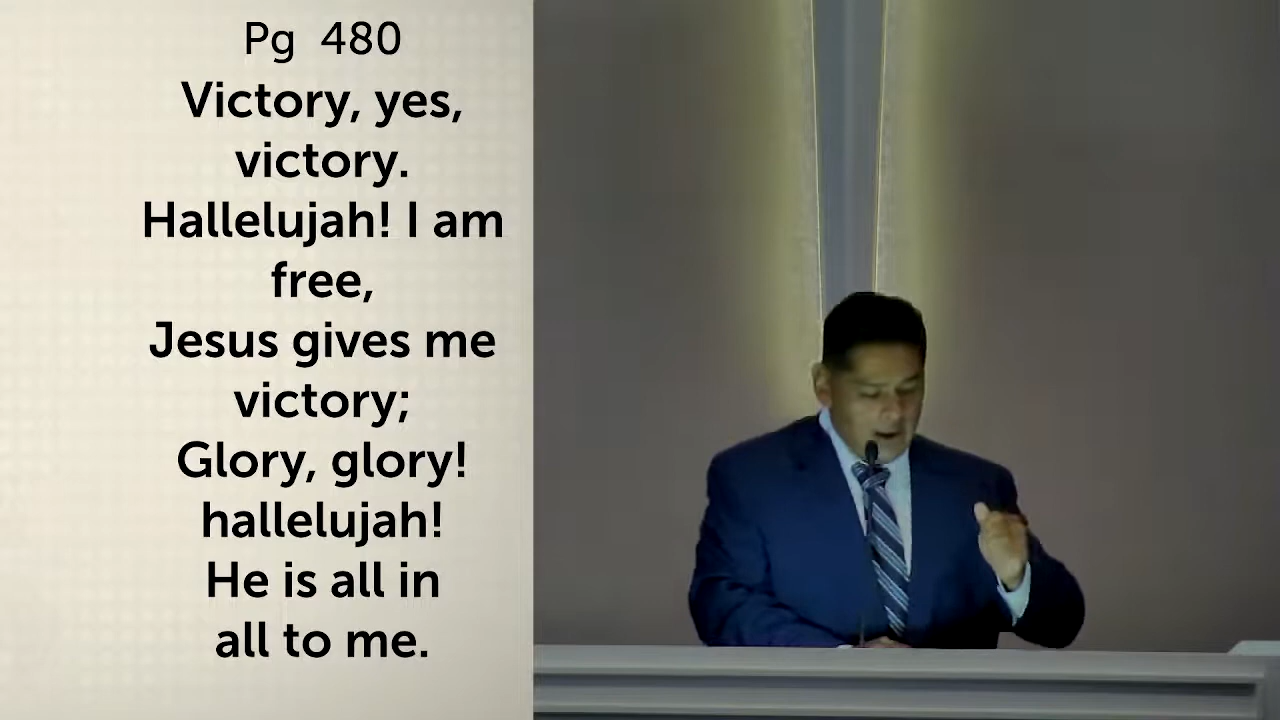 Pg 480
Victory, yes,
victory.
Hallelujah! I am
free,
Jesus gives me
victory;
Glory, glory!
hallelujah!
He is all in
all to me.